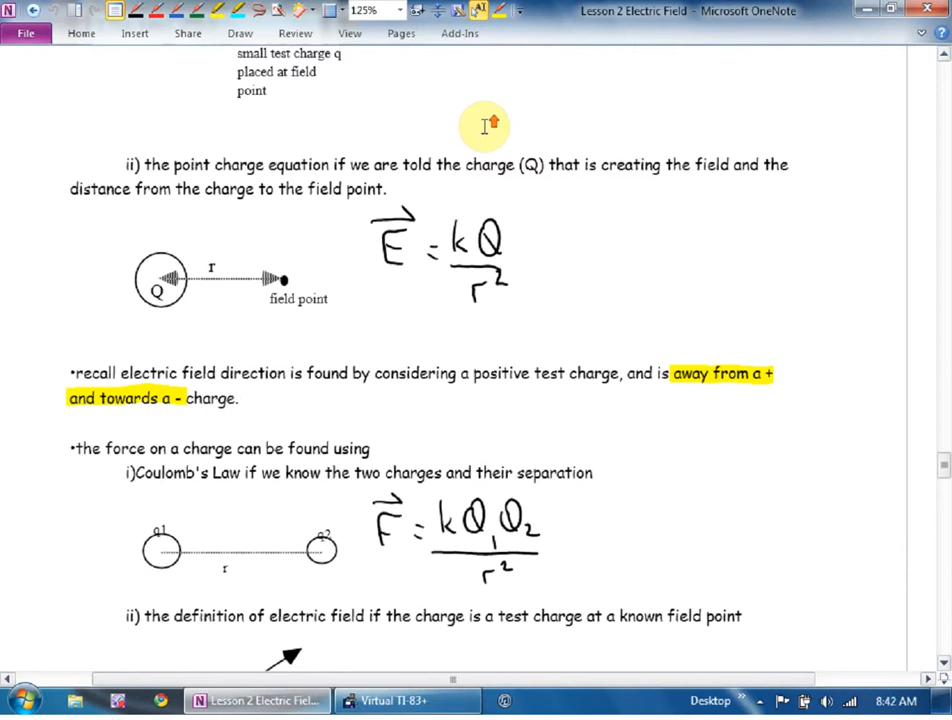 125%
Lesson 2 Electric Field - Microsoft OneNote
File Home Insert Share Draw Review View Pages Add-Ins
small test charge q
placed at field
point
ii) the point charge equation if we are told the charge (Q) that is creating the field and the
distance from the charge to the field point.
E = kQ
r²
r
Q
field point
•recall electric field direction is found by considering a positive test charge, and is away from a +
and towards a - charge.
•the force on a charge can be found using
i)Coulomb's Law if we know the two charges and their separation
F = kQ₁Q₂
r²
q1
q2
r
ii) the definition of electric field if the charge is a test charge at a known field point
Lesson 2 Electric Fiel... Virtual TI-83+ Desktop 8:42 AM